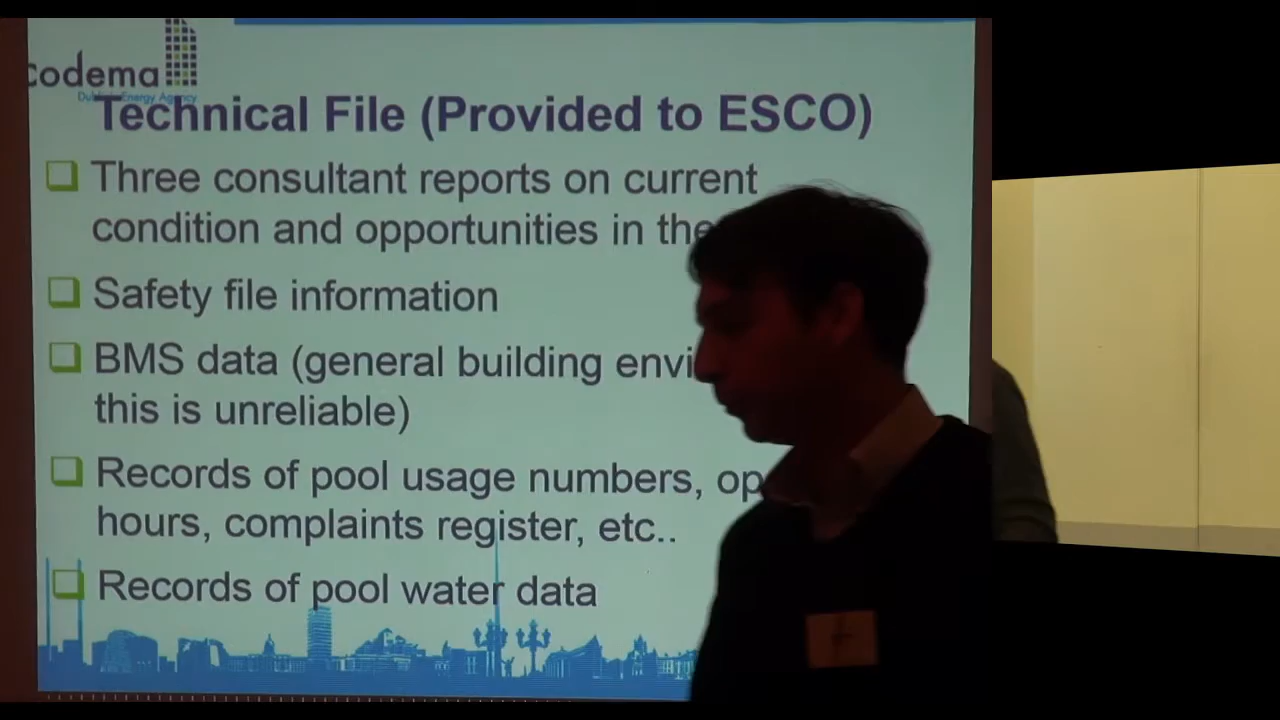 codema
Dublin's Energy Agency
Technical File (Provided to ESCO)
Three consultant reports on current
condition and opportunities in the
Safety file information
BMS data (general building envi
this is unreliable)
Records of pool usage numbers, op
hours, complaints register, etc..
Records of pool water data